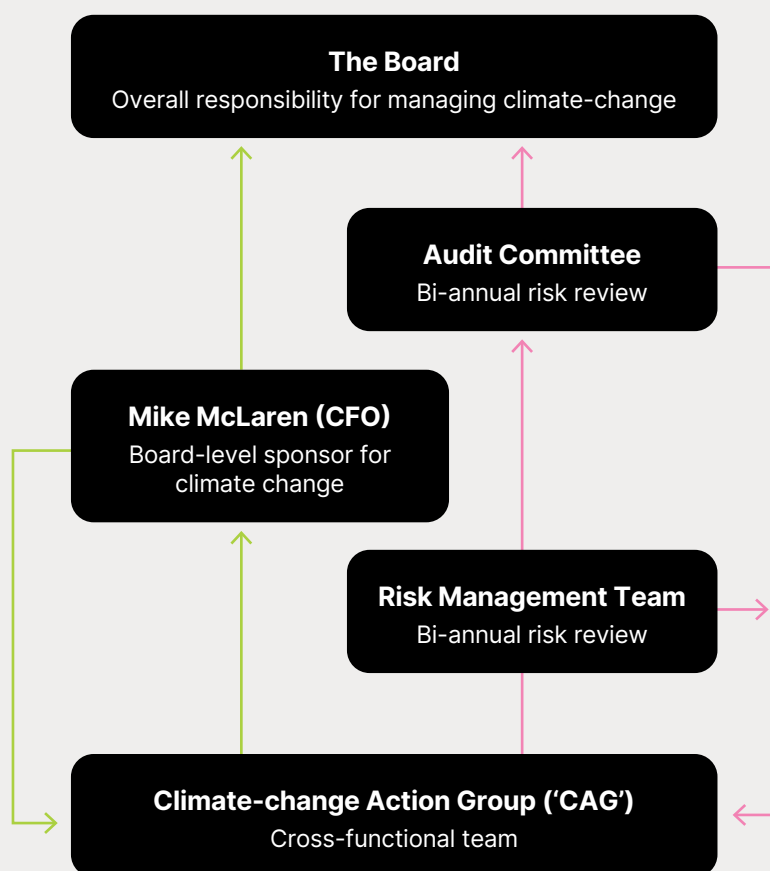 The Board
Overall responsibility for managing climate-change
Audit Committee
Bi-annual risk review
Mike McLaren (CFO)
Board-level sponsor for
climate change
Risk Management Team
Bi-annual risk review
Climate-change Action Group (‘CAG’)
Cross-functional team